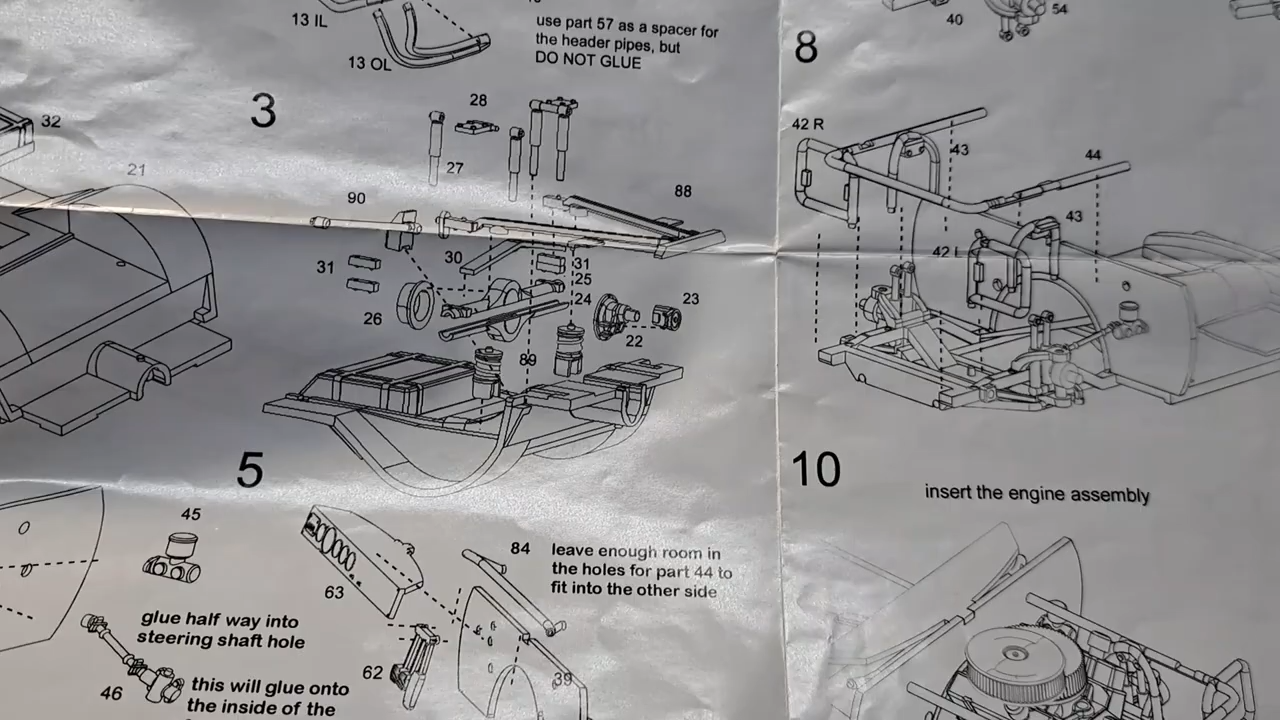 13 IL
13 OL
use part 57 as a spacer for
the header pipes, but
DO NOT GLUE
3
28
27
90
88
30
31
31
25
24
26
23
22
89
32
21
5
45
glue half way into
steering shaft hole
46
this will glue onto
the inside of the
63
62
84
leave enough room in
the holes for part 44 to
fit into the other side
39
8
40
54
42 R
43
44
43
42 L
10
insert the engine assembly